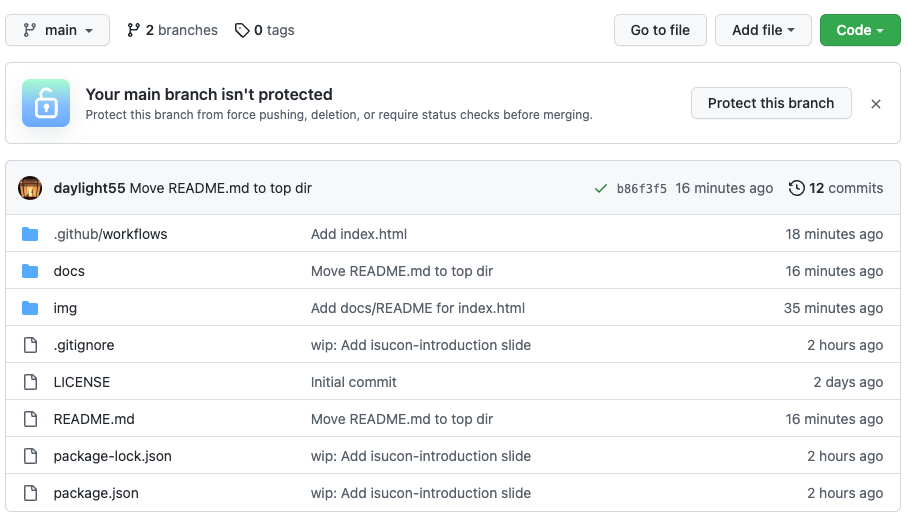 main 2 branches 0 tags Go to file Add file Code
Your main branch isn't protected
Protect this branch from force pushing, deletion, or require status checks before merging.
Protect this branch
daylight55 Move README.md to top dir b86f3f5 16 minutes ago 12 commits
.github/workflows Add index.html 18 minutes ago
docs Move README.md to top dir 16 minutes ago
img Add docs/README for index.html 35 minutes ago
.gitignore wip: Add isucon-introduction slide 2 hours ago
LICENSE Initial commit 2 days ago
README.md Move README.md to top dir 16 minutes ago
package-lock.json wip: Add isucon-introduction slide 2 hours ago
package.json wip: Add isucon-introduction slide 2 hours ago